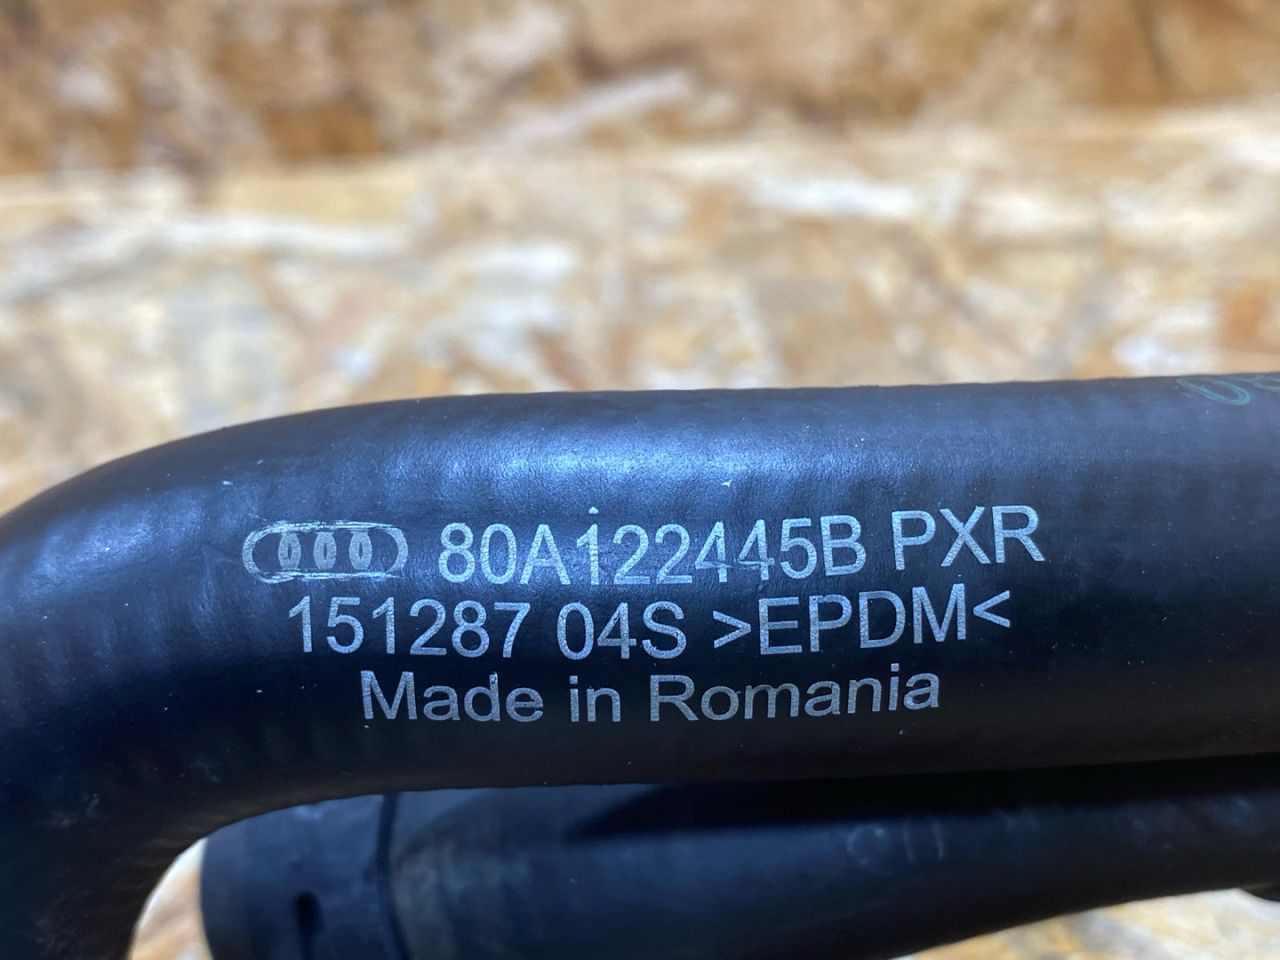 80A122445B PXR
151287 04S >EPDM<
Made in Romania